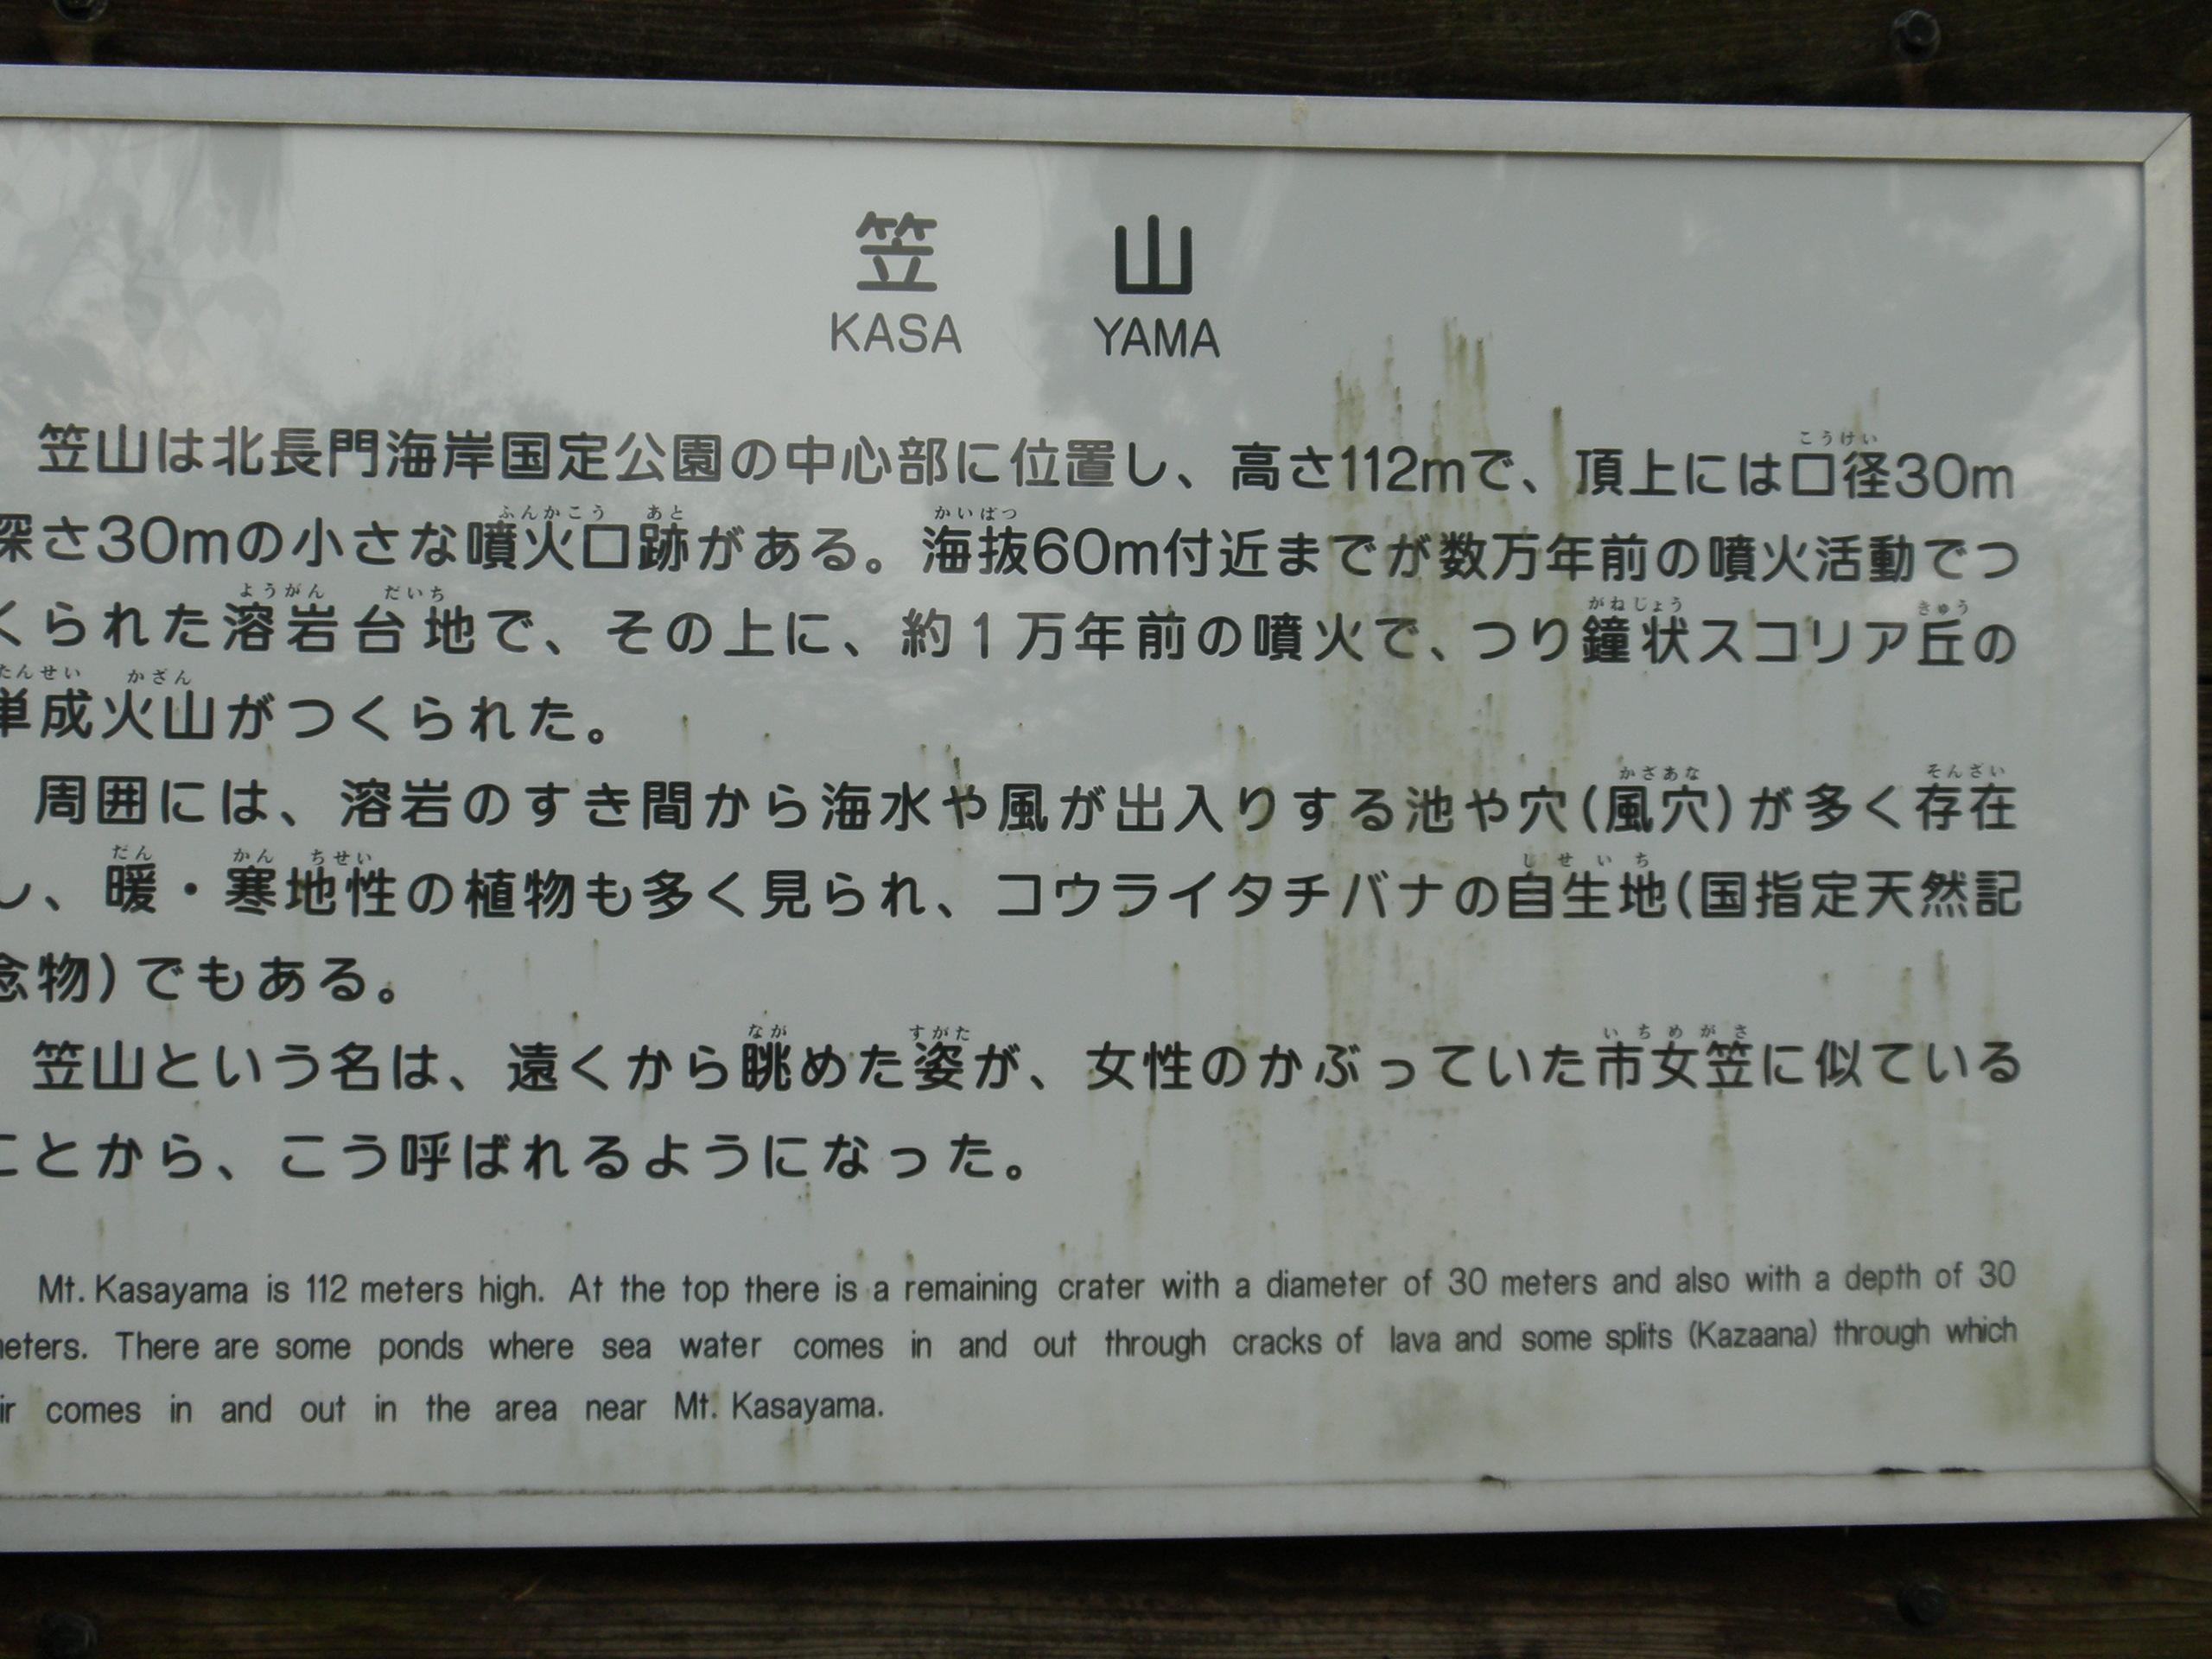 笠 山
KASA YAMA
笠山は北長門海岸国定公園の中心部に位置し、高さ112mで、頂上には口径30m
深さ30mの小さな噴火口跡がある。海抜60m付近までが数万年前の噴火活動でつ
くられた溶岩台地で、その上に、約1万年前の噴火で、つり鐘状スコリア丘の
単成火山がつくられた。
周囲には、溶岩のすき間から海水や風が出入りする池や穴(風穴)が多く存在
し、暖・寒地性の植物も多く見られ、コウライタチバナの自生地(国指定天然記
念物)でもある。
笠山という名は、遠くから眺めた姿が、女性のかぶっていた市女笠に似ている
ことから、こう呼ばれるようになった。
Mt. Kasayama is 112 meters high. At the top there is a remaining crater with a diameter of 30 meters and also with a depth of 30
eters. There are some ponds where sea water comes in and out through cracks of lava and some splits (Kazaana) through which
ir comes in and out in the area near Mt. Kasayama.